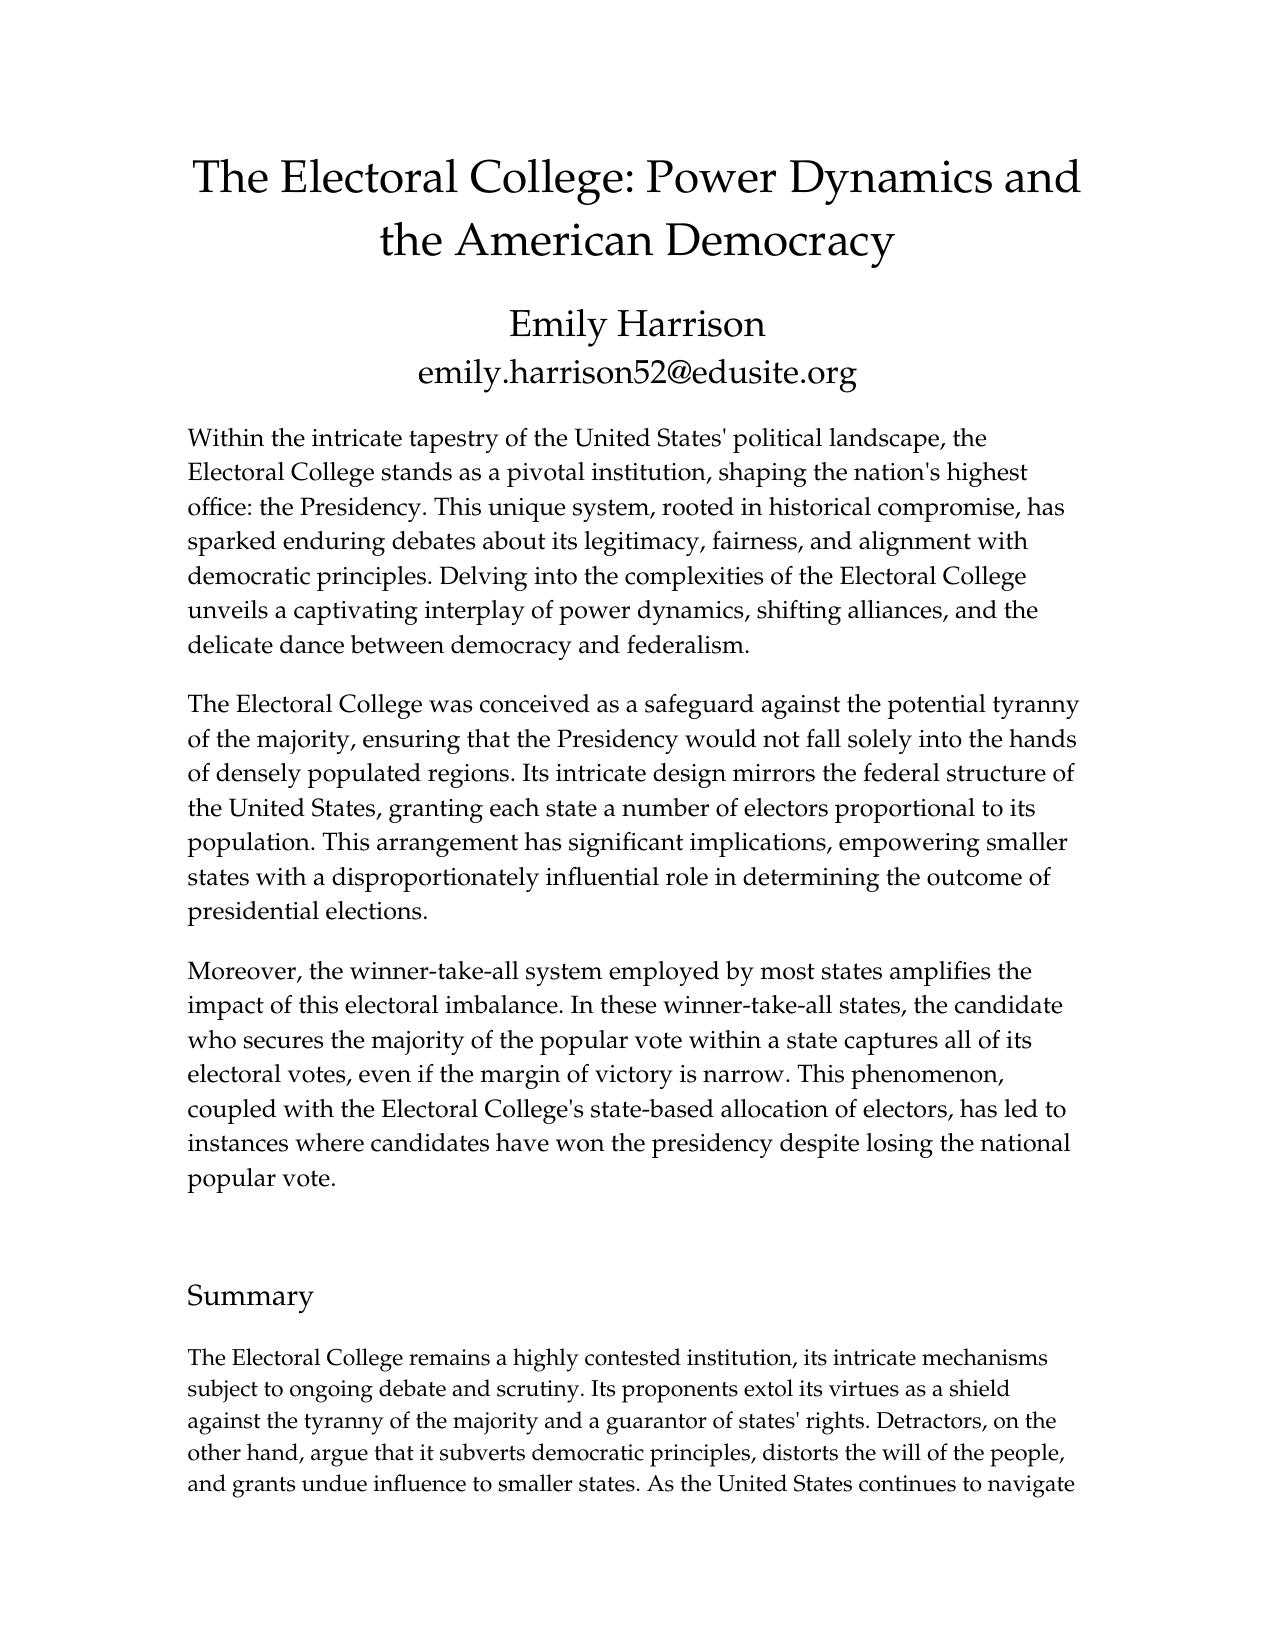 The Electoral College: Power Dynamics and
the American Democracy
Emily Harrison
emily.harrison52@edusite.org
Within the intricate tapestry of the United States' political landscape, the
Electoral College stands as a pivotal institution, shaping the nation's highest
office: the Presidency. This unique system, rooted in historical compromise, has
sparked enduring debates about its legitimacy, fairness, and alignment with
democratic principles. Delving into the complexities of the Electoral College
unveils a captivating interplay of power dynamics, shifting alliances, and the
delicate dance between democracy and federalism.
The Electoral College was conceived as a safeguard against the potential tyranny
of the majority, ensuring that the Presidency would not fall solely into the hands
of densely populated regions. Its intricate design mirrors the federal structure of
the United States, granting each state a number of electors proportional to its
population. This arrangement has significant implications, empowering smaller
states with a disproportionately influential role in determining the outcome of
presidential elections.
Moreover, the winner-take-all system employed by most states amplifies the
impact of this electoral imbalance. In these winner-take-all states, the candidate
who secures the majority of the popular vote within a state captures all of its
electoral votes, even if the margin of victory is narrow. This phenomenon,
coupled with the Electoral College's state-based allocation of electors, has led to
instances where candidates have won the presidency despite losing the national
popular vote.
Summary
The Electoral College remains a highly contested institution, its intricate mechanisms
subject to ongoing debate and scrutiny. Its proponents extol its virtues as a shield
against the tyranny of the majority and a guarantor of states' rights. Detractors, on the
other hand, argue that it subverts democratic principles, distorts the will of the people,
and grants undue influence to smaller states. As the United States continues to navigate